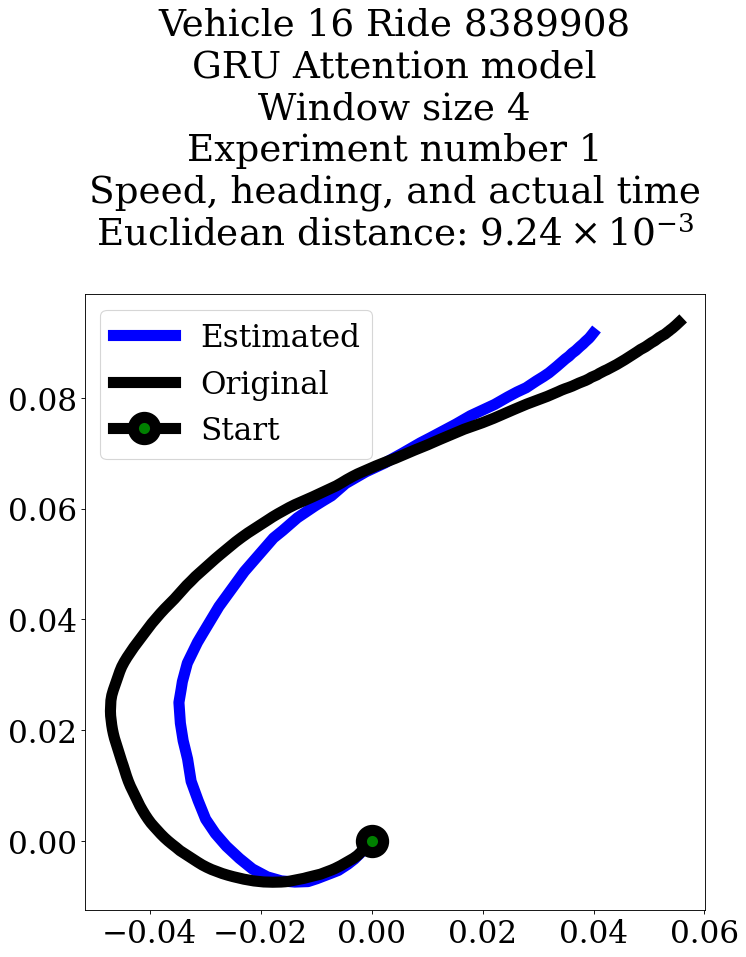 Vehicle 16 Ride 8389908
GRU Attention model
Window size 4
Experiment number 1
Speed, heading, and actual time
Euclidean distance: 9.24 × 10⁻³
Estimated
Original
Start
0.08
0.06
0.04
0.02
0.00
−0.04 −0.02 0.00 0.02 0.04 0.06